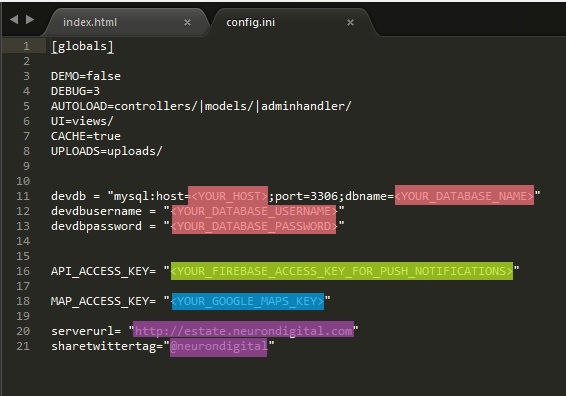 index.html × config.ini ×
1 [globals]
2
3 DEMO=false
4 DEBUG=3
5 AUTOLOAD=controllers/|models/|adminhandler/
6 UI=views/
7 CACHE=true
8 UPLOADS=uploads/
9
10
11 devdb = "mysql:host=<YOUR_HOST>;port=3306;dbname=<YOUR_DATABASE_NAME>"
12 devdbusername = "<YOUR_DATABASE_USERNAME>"
13 devdbpassword = "<YOUR_DATABASE_PASSWORD>"
14
15
16 API_ACCESS_KEY= "<YOUR_FIREBASE_ACCESS_KEY_FOR_PUSH_NOTIFICATIONS>"
17
18 MAP_ACCESS_KEY= "<YOUR_GOOGLE_MAPS_KEY>"
19
20 serverurl= "http://estate.neurondigital.com"
21 sharetwittertag="@neurondigital"